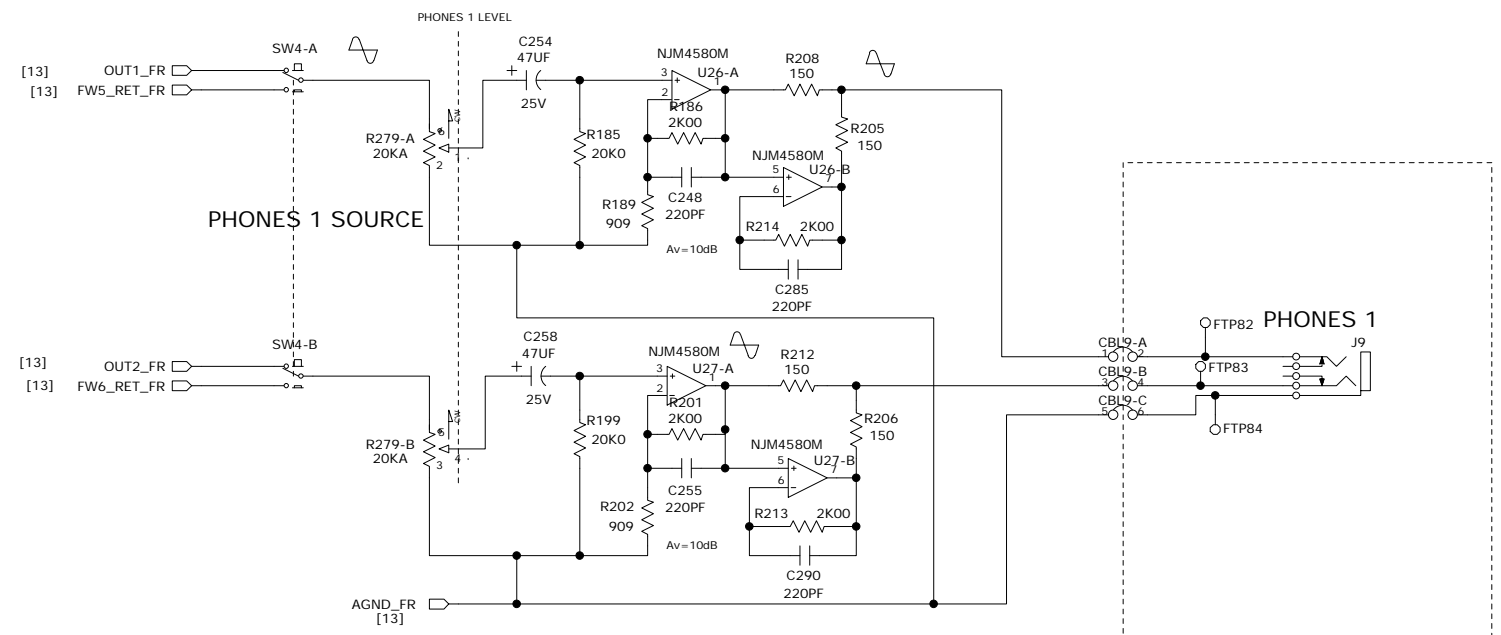 PHONES 1 LEVEL
SW4-A
[13] OUT1_FR
[13] FW5_RET_FR
R279-A
20KA
2
1
C254
47UF
+
25V
R185
20K0
NJM4580M
U26-A
3 +
2 −
1
R186
2K00
C248
220PF
R189
909
Av=10dB
R208
150
R205
150
NJM4580M
U26-B
5 +
6 −
7
R214 2K00
C285
220PF
PHONES 1 SOURCE
SW4-B
[13] OUT2_FR
[13] FW6_RET_FR
R279-B
20KA
3
4
C258
47UF
+
25V
R199
20K0
NJM4580M
U27-A
3 +
2 −
1
R201
2K00
C255
220PF
R202
909
Av=10dB
R212
150
R206
150
NJM4580M
U27-B
5 +
6 −
7
R213 2K00
C290
220PF
AGND_FR
[13]
CBL9-A
1 2
CBL9-B
3 4
CBL9-C
5 6
FTP82
FTP83
FTP84
PHONES 1
J9